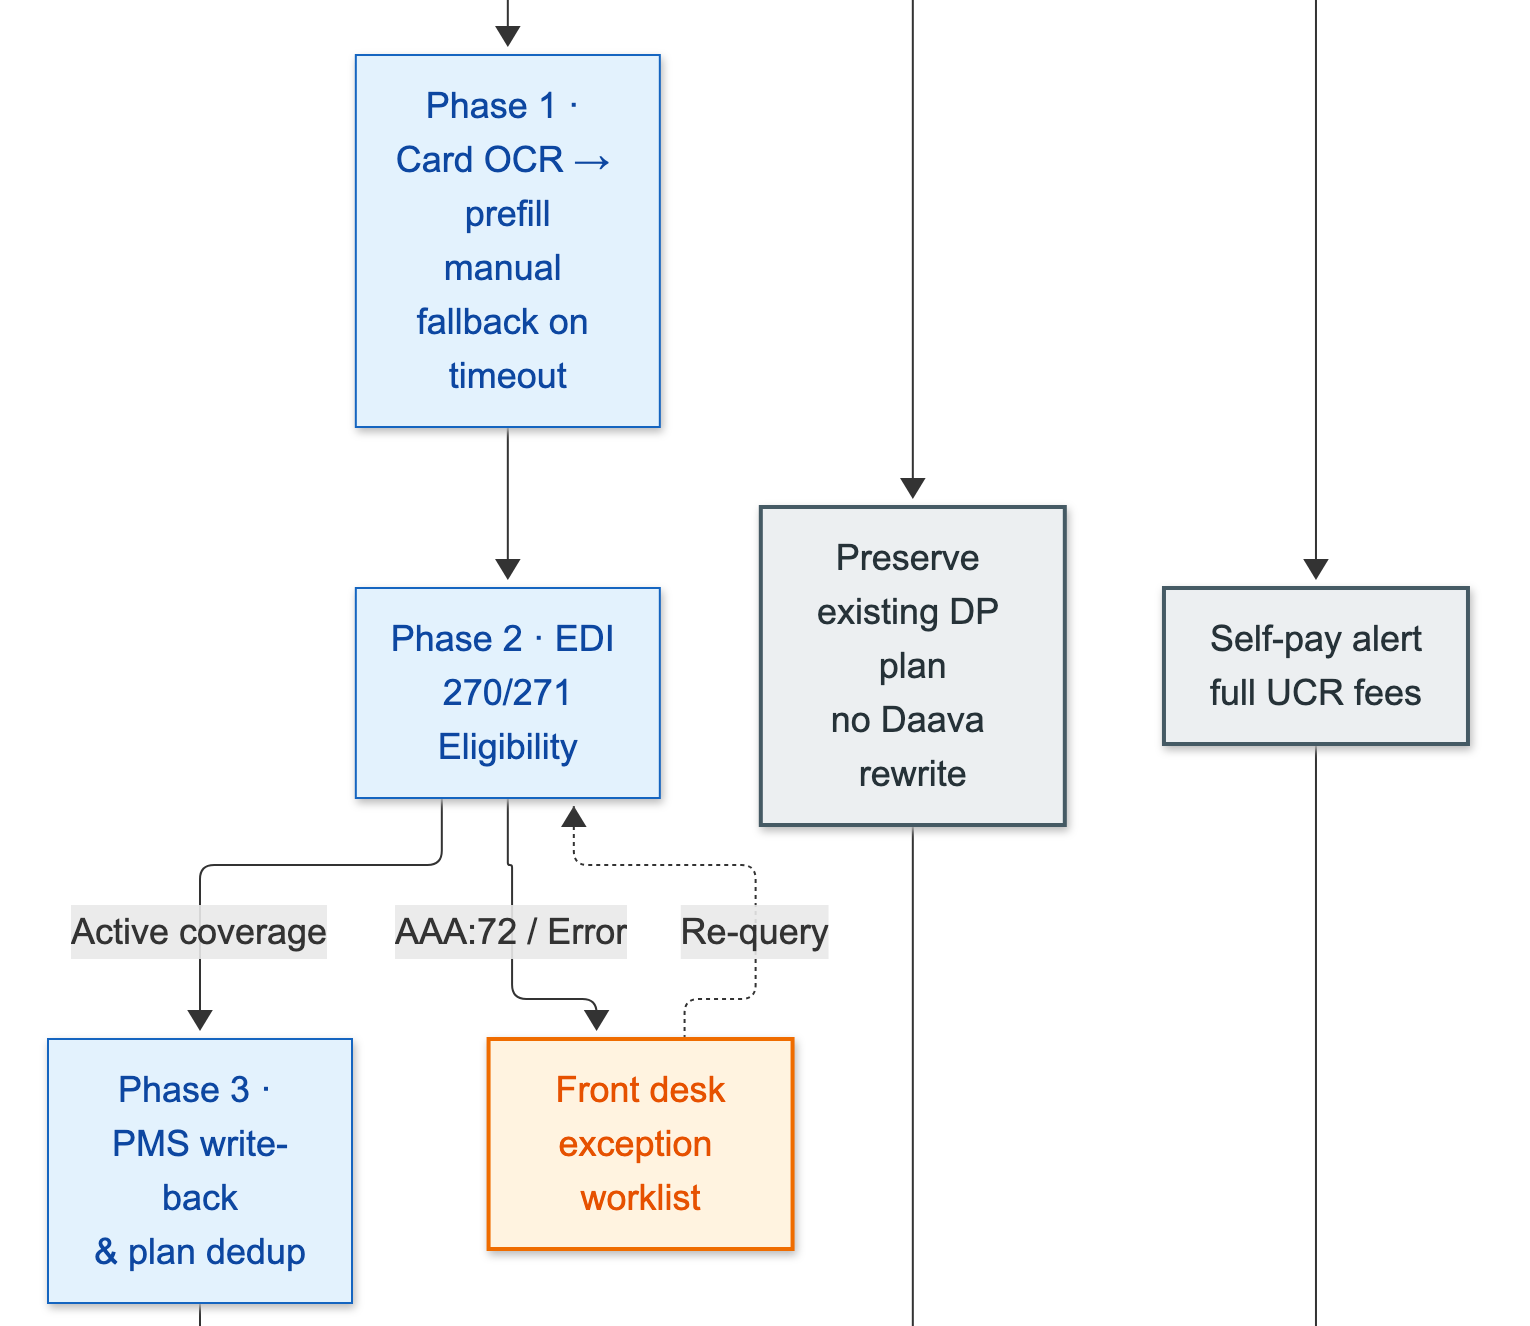 Phase 1 ·
Card OCR →
prefill
manual
fallback on
timeout
Preserve
existing DP
plan
no Daava
rewrite
Phase 2 · EDI
270/271
Eligibility
Self-pay alert
full UCR fees
Active coverage
AAA:72 / Error
Re-query
Phase 3 ·
PMS write-
back
& plan dedup
Front desk
exception
worklist